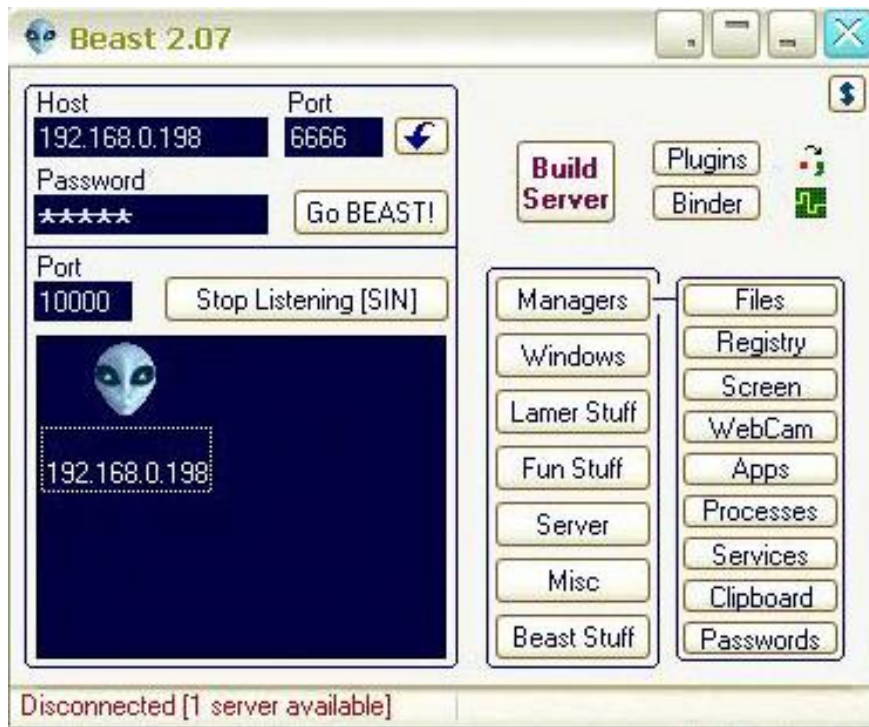 Beast 2.07
Host Port
192.168.0.198 6666
Password
***** Go BEAST!
Build
Server
Plugins
Binder
Port
10000 Stop Listening [SIN]
192.168.0.198
Managers
Windows
Lamer Stuff
Fun Stuff
Server
Misc
Beast Stuff
Files
Registry
Screen
WebCam
Apps
Processes
Services
Clipboard
Passwords
Disconnected [1 server available]